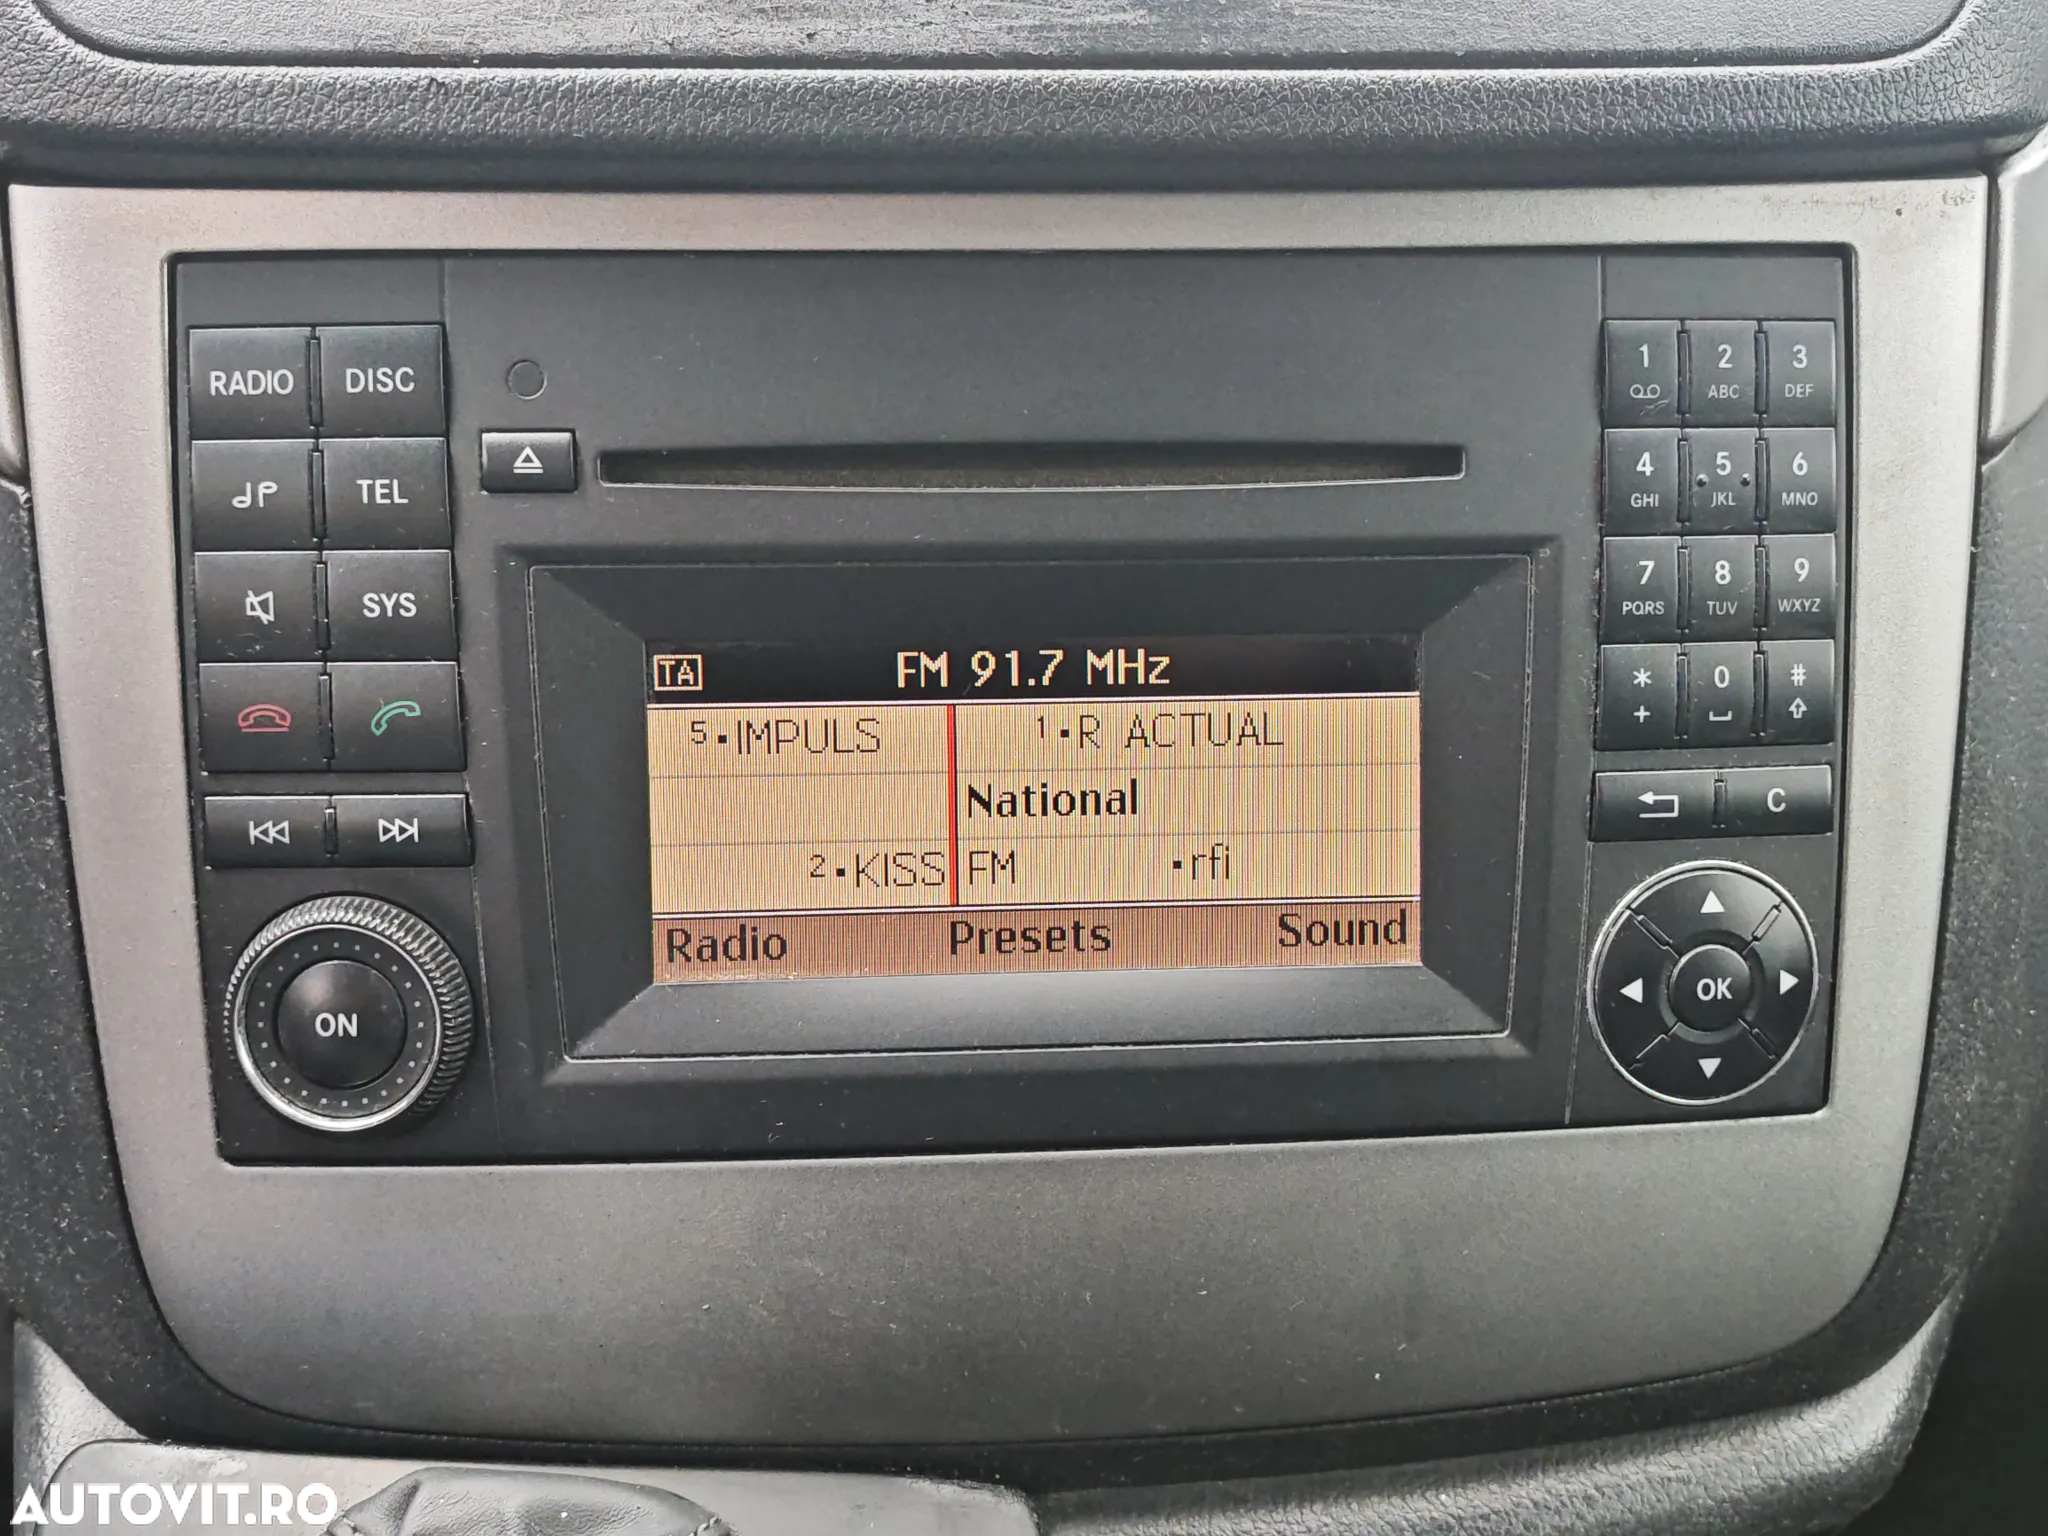 RADIO DISC
TEL
SYS
ON
TA FM 91.7 MHz
5·IMPULS 1·R ACTUAL
National
2·KISS FM ·rfi
Radio Presets Sound
1 2 3
ABC DEF
4 5 6
GHI JKL MNO
7 8 9
PQRS TUV WXYZ
* 0 #
+
C
OK
AUTOVIT.RO